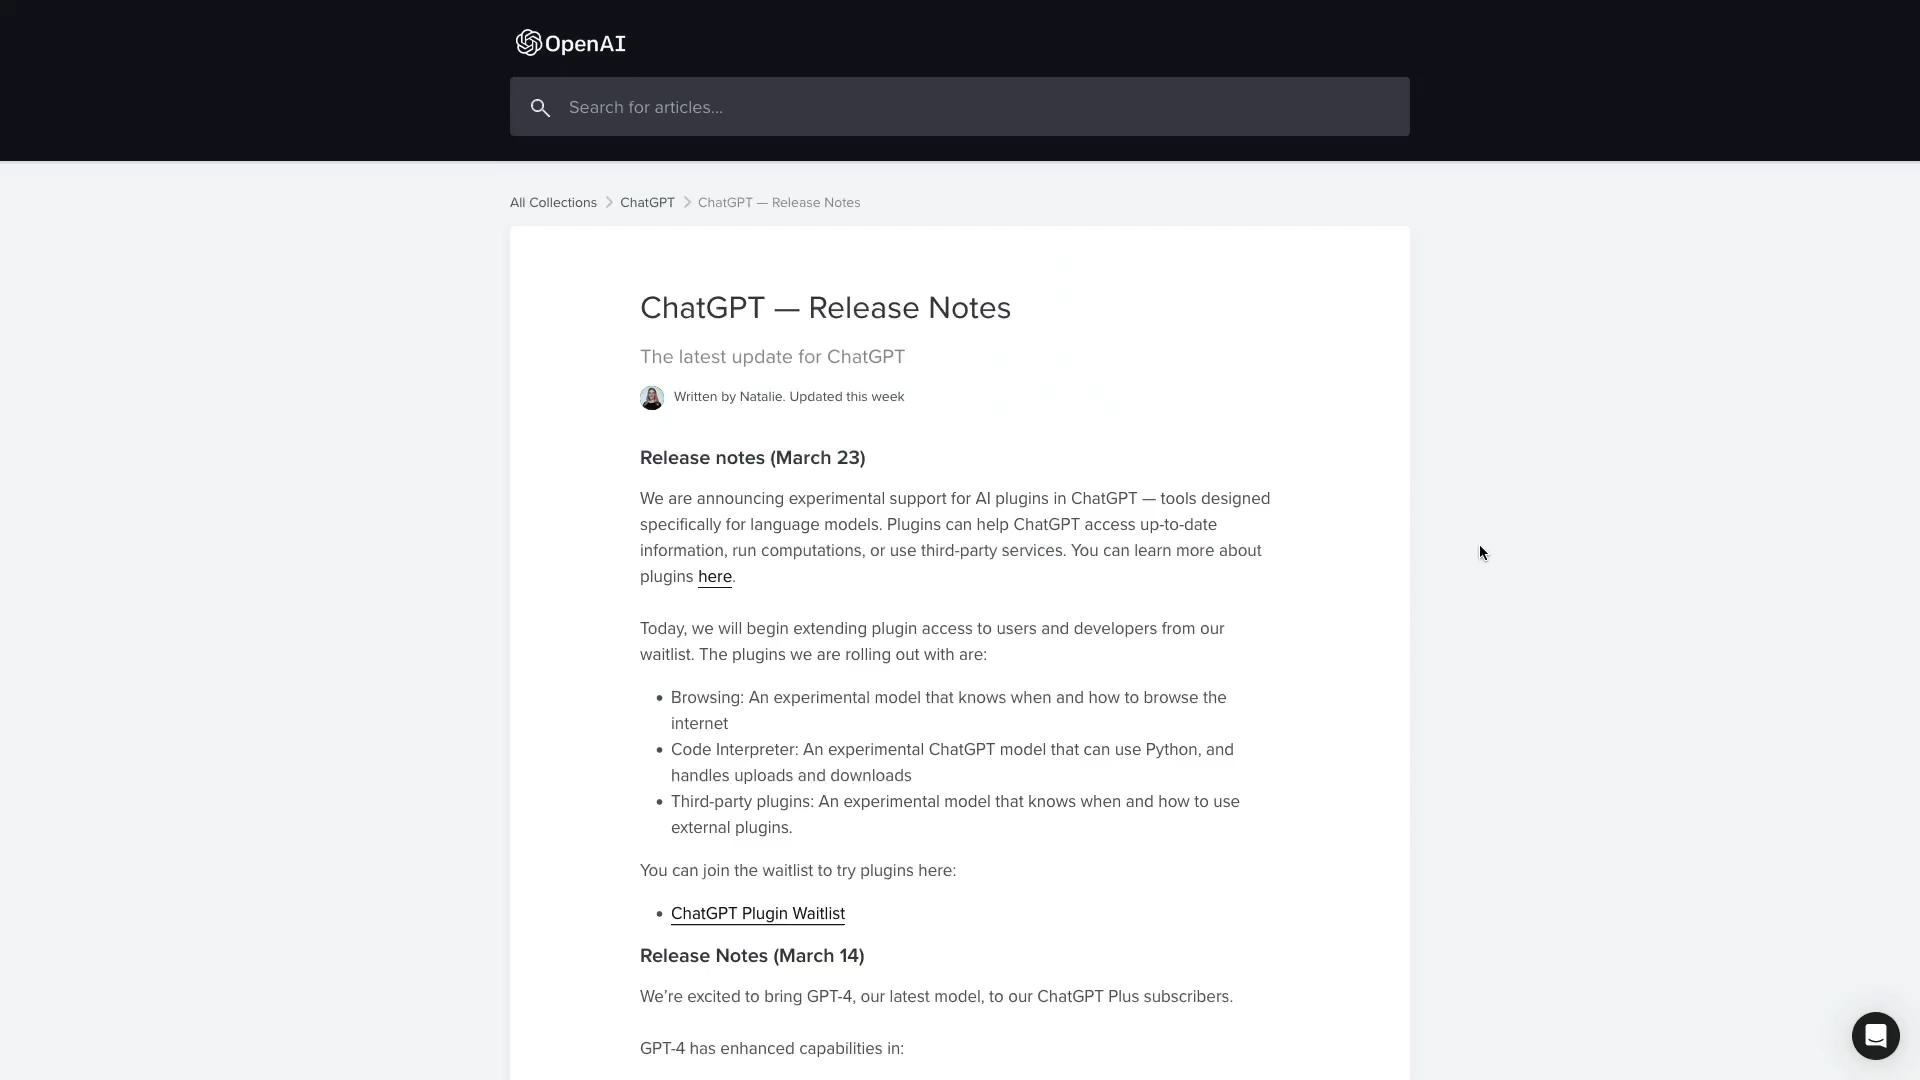 OpenAI
Search for articles...
All Collections ChatGPT ChatGPT — Release Notes
ChatGPT — Release Notes
The latest update for ChatGPT
Written by Natalie. Updated this week
Release notes (March 23)
We are announcing experimental support for AI plugins in ChatGPT — tools designed
specifically for language models. Plugins can help ChatGPT access up-to-date
information, run computations, or use third-party services. You can learn more about
plugins here.
Today, we will begin extending plugin access to users and developers from our
waitlist. The plugins we are rolling out with are:
• Browsing: An experimental model that knows when and how to browse the
internet
• Code Interpreter: An experimental ChatGPT model that can use Python, and
handles uploads and downloads
• Third-party plugins: An experimental model that knows when and how to use
external plugins.
You can join the waitlist to try plugins here:
• ChatGPT Plugin Waitlist
Release Notes (March 14)
We’re excited to bring GPT-4, our latest model, to our ChatGPT Plus subscribers.
GPT-4 has enhanced capabilities in: